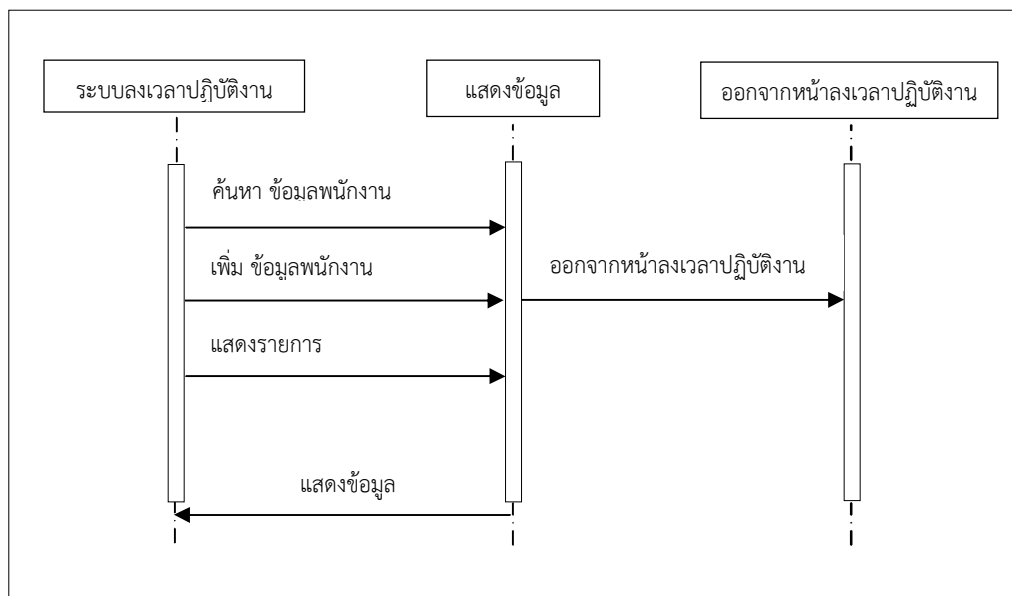 ระบบลงเวลาปฏิบัติงาน
แสดงข้อมูล
ออกจากหน้าลงเวลาปฏิบัติงาน
ค้นหา ข้อมูลพนักงาน
เพิ่ม ข้อมูลพนักงาน
ออกจากหน้าลงเวลาปฏิบัติงาน
แสดงรายการ
แสดงข้อมูล